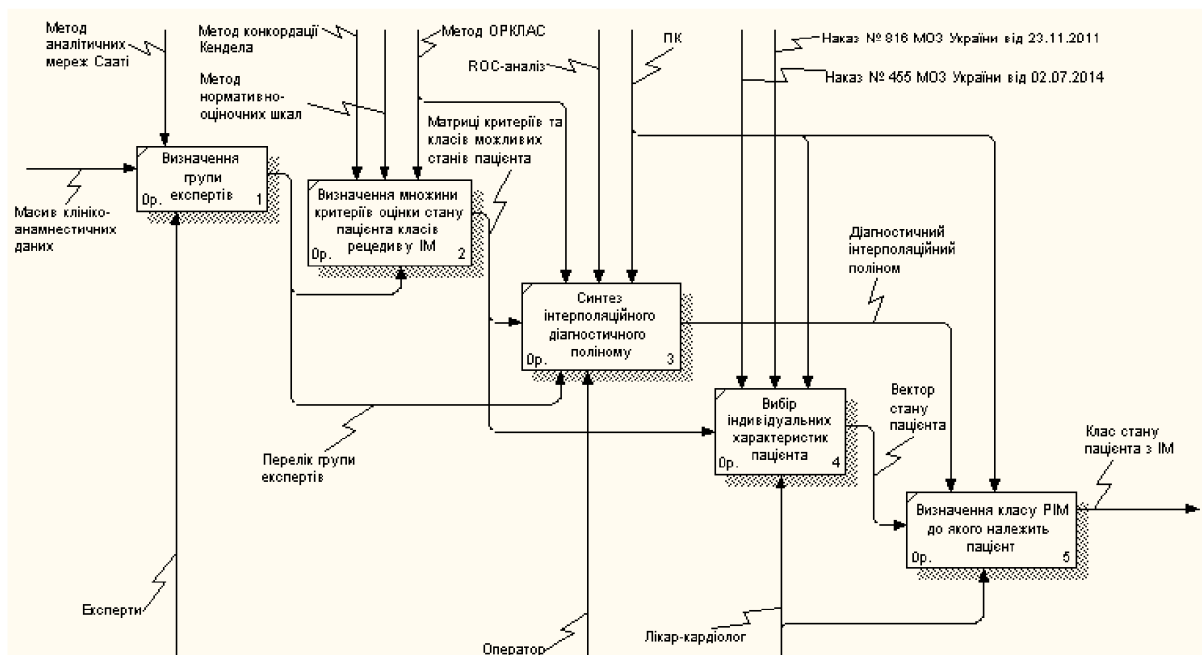 Метод
аналітичних
мереж Сааті
Метод конкордації
Кендела
Метод
нормативно-
оціночних шкал
Метод ОРКЛАС
ROC-аналіз
ПК
Наказ № 816 МОЗ України від 23.11.2011
Наказ № 455 МОЗ України від 02.07.2014
Матриці критеріїв та
класів можливих
станів пацієнта
Визначення
групи
експертів
0р. 1
Масив клініко-
анамнестичних
даних
Визначення множини
критеріїв оцінки стану
пацієнта класів
рецедиву ІМ
0р. 2
Діагностичний
інтерполяційний
поліном
Синтез
інтерполяційного
діагностичного
поліному
0р. 3
Вибір
індивідуальних
характеристик
пацієнта
0р. 4
Вектор
стану
пацієнта
Перелік групи
експертів
Клас стану
пацієнта з ІМ
Визначення класу РІМ
до якого належить
пацієнт
0р. 5
Експерти
Оператор
Лікар-кардіолог